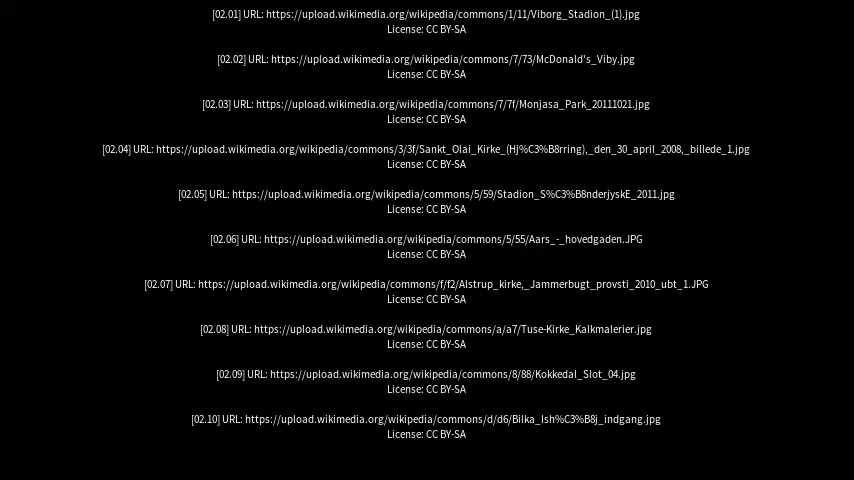 [02.01] URL: https://upload.wikimedia.org/wikipedia/commons/1/11/Viborg_Stadion_(1).jpg
License: CC BY-SA
[02.02] URL: https://upload.wikimedia.org/wikipedia/commons/7/73/McDonald's_Viby.jpg
License: CC BY-SA
[02.03] URL: https://upload.wikimedia.org/wikipedia/commons/7/7f/Monjasa_Park_20111021.jpg
License: CC BY-SA
[02.04] URL: https://upload.wikimedia.org/wikipedia/commons/3/3f/Sankt_Olai_Kirke_(Hj%C3%B8rring),_den_30_april_2008,_billede_1.jpg
License: CC BY-SA
[02.05] URL: https://upload.wikimedia.org/wikipedia/commons/5/59/Stadion_S%C3%B8nderjyskE_2011.jpg
License: CC BY-SA
[02.06] URL: https://upload.wikimedia.org/wikipedia/commons/5/55/Aars_-_hovedgaden.JPG
License: CC BY-SA
[02.07] URL: https://upload.wikimedia.org/wikipedia/commons/f/f2/Alstrup_kirke,_Jammerbugt_provsti_2010_ubt_1.JPG
License: CC BY-SA
[02.08] URL: https://upload.wikimedia.org/wikipedia/commons/a/a7/Tuse-Kirke_Kalkmalerier.jpg
License: CC BY-SA
[02.09] URL: https://upload.wikimedia.org/wikipedia/commons/8/88/Kokkedal_Slot_04.jpg
License: CC BY-SA
[02.10] URL: https://upload.wikimedia.org/wikipedia/commons/d/d6/Bilka_Ish%C3%B8j_indgang.jpg
License: CC BY-SA